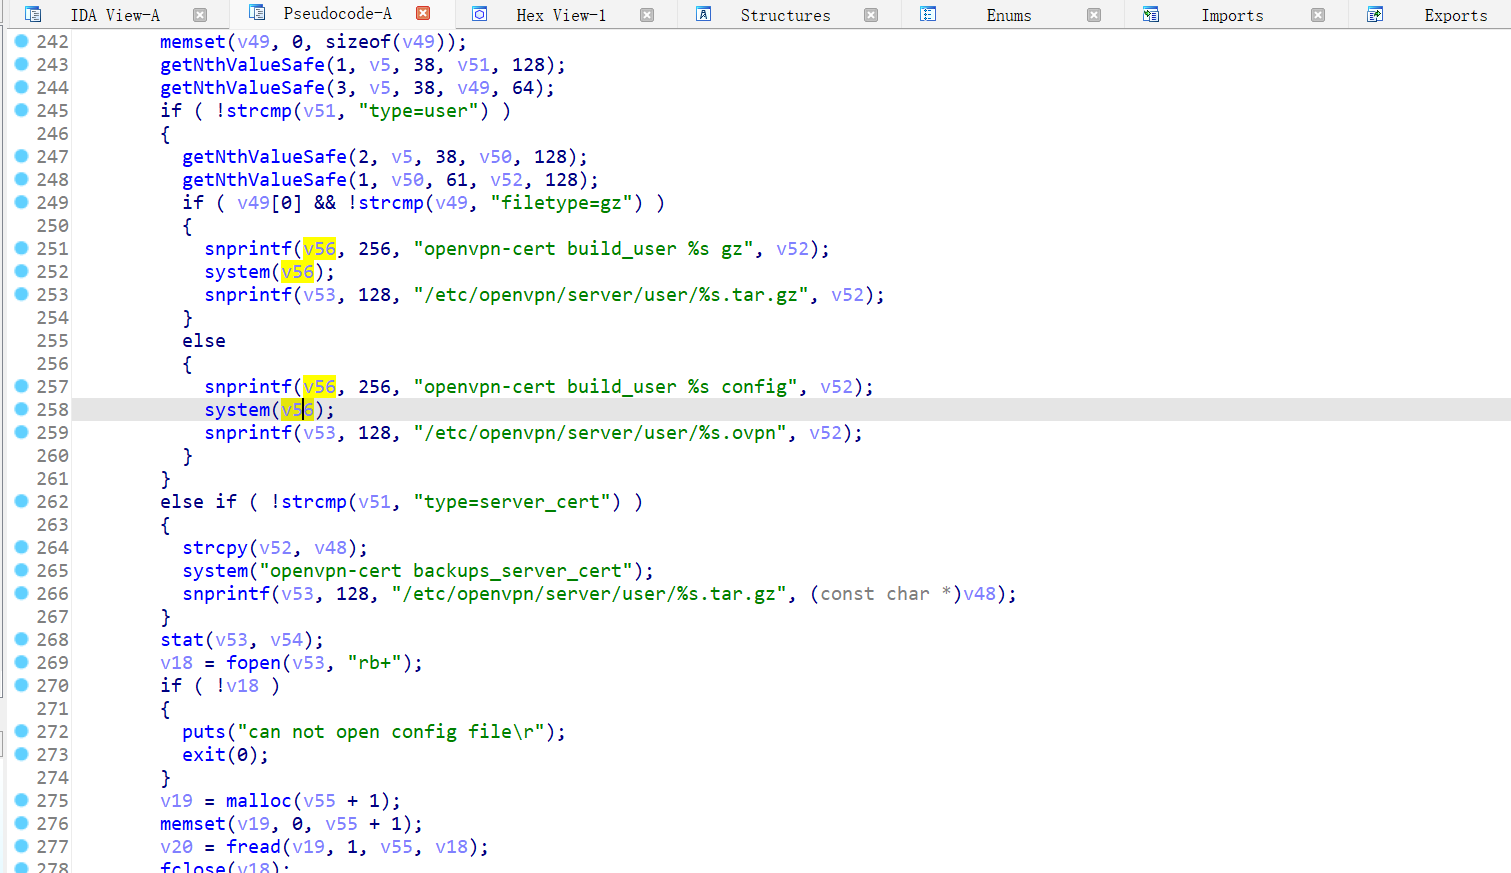 IDA View-A Pseudocode-A Hex View-1 Structures Enums Imports Exports
242 memset(v49, 0, sizeof(v49));
243 getNthValueSafe(1, v5, 38, v51, 128);
244 getNthValueSafe(3, v5, 38, v49, 64);
245 if ( !strcmp(v51, "type=user") )
246 {
247 getNthValueSafe(2, v5, 38, v50, 128);
248 getNthValueSafe(1, v50, 61, v52, 128);
249 if ( v49[0] && !strcmp(v49, "filetype=gz") )
250 {
251 snprintf(v56, 256, "openvpn-cert build_user %s gz", v52);
252 system(v56);
253 snprintf(v53, 128, "/etc/openvpn/server/user/%s.tar.gz", v52);
254 }
255 else
256 {
257 snprintf(v56, 256, "openvpn-cert build_user %s config", v52);
258 system(v56);
259 snprintf(v53, 128, "/etc/openvpn/server/user/%s.ovpn", v52);
260 }
261 }
262 else if ( !strcmp(v51, "type=server_cert") )
263 {
264 strcpy(v52, v48);
265 system("openvpn-cert backups_server_cert");
266 snprintf(v53, 128, "/etc/openvpn/server/user/%s.tar.gz", (const char *)v48);
267 }
268 stat(v53, v54);
269 v18 = fopen(v53, "rb+");
270 if ( !v18 )
271 {
272 puts("can not open config file\r");
273 exit(0);
274 }
275 v19 = malloc(v55 + 1);
276 memset(v19, 0, v55 + 1);
277 v20 = fread(v19, 1, v55, v18);
278 fclose(v18);